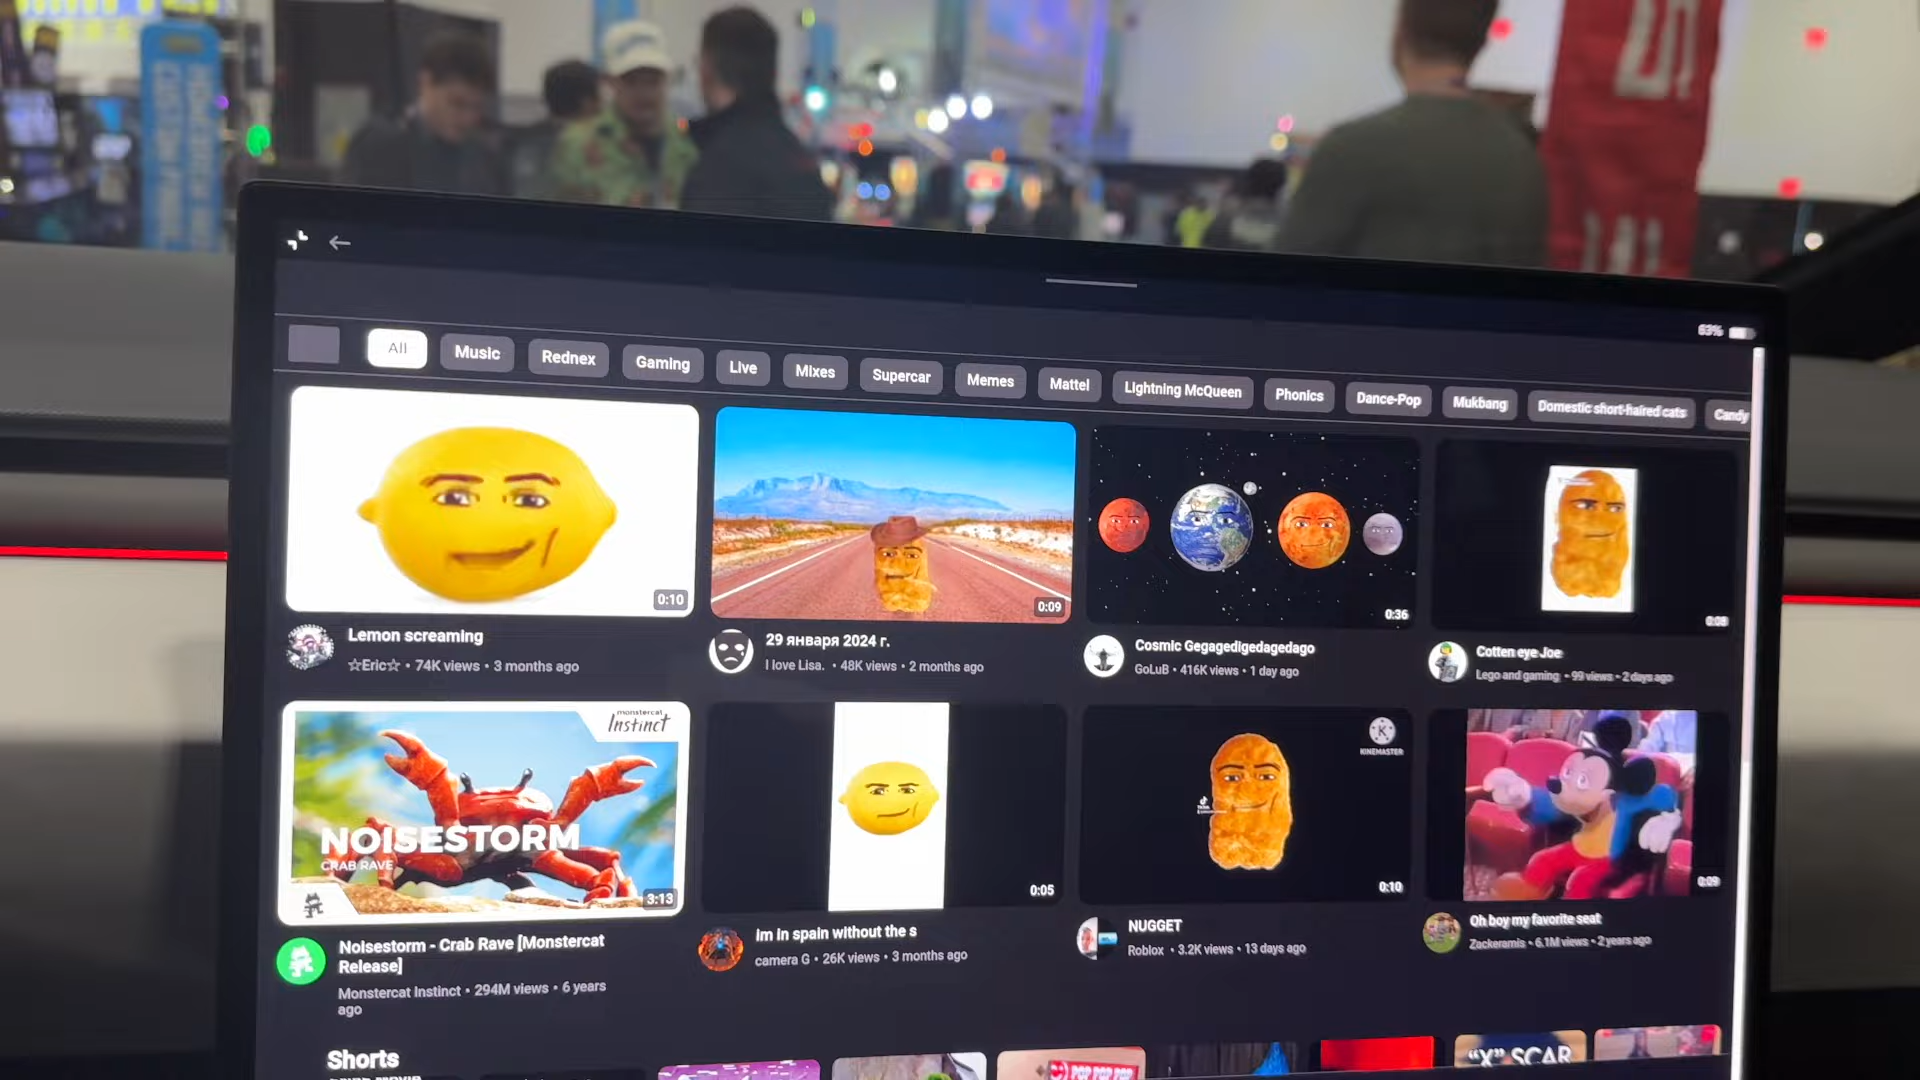 63%
All Music Rednex Gaming Live Mixes Supercar Memes Mattel Lightning McQueen Phonics Dance-Pop Mukbang Domestic short-haired cats Candy
0:10
0:09
0:36
0:08
Lemon screaming
☆Eric☆ • 74K views • 3 months ago
29 января 2024 г.
I love Lisa. • 48K views • 2 months ago
Cosmic Gegagedigedagedago
GoLuB • 416K views • 1 day ago
Cotten eye Joe
Lego and gaming • 99 views • 2 days ago
monstercat
Instinct
NOISESTORM
CRAB RAVE
3:13
0:05
K
KINEMASTER
0:10
0:09
Noisestorm - Crab Rave [Monstercat
Release]
Monstercat Instinct • 294M views • 6 years
ago
im in spain without the s
camera G • 26K views • 3 months ago
NUGGET
Roblox • 3.2K views • 13 days ago
Oh boy my favorite seat
Zackeramis • 6.1M views • 2 years ago
Shorts
POP POP POP
“X” SCAR